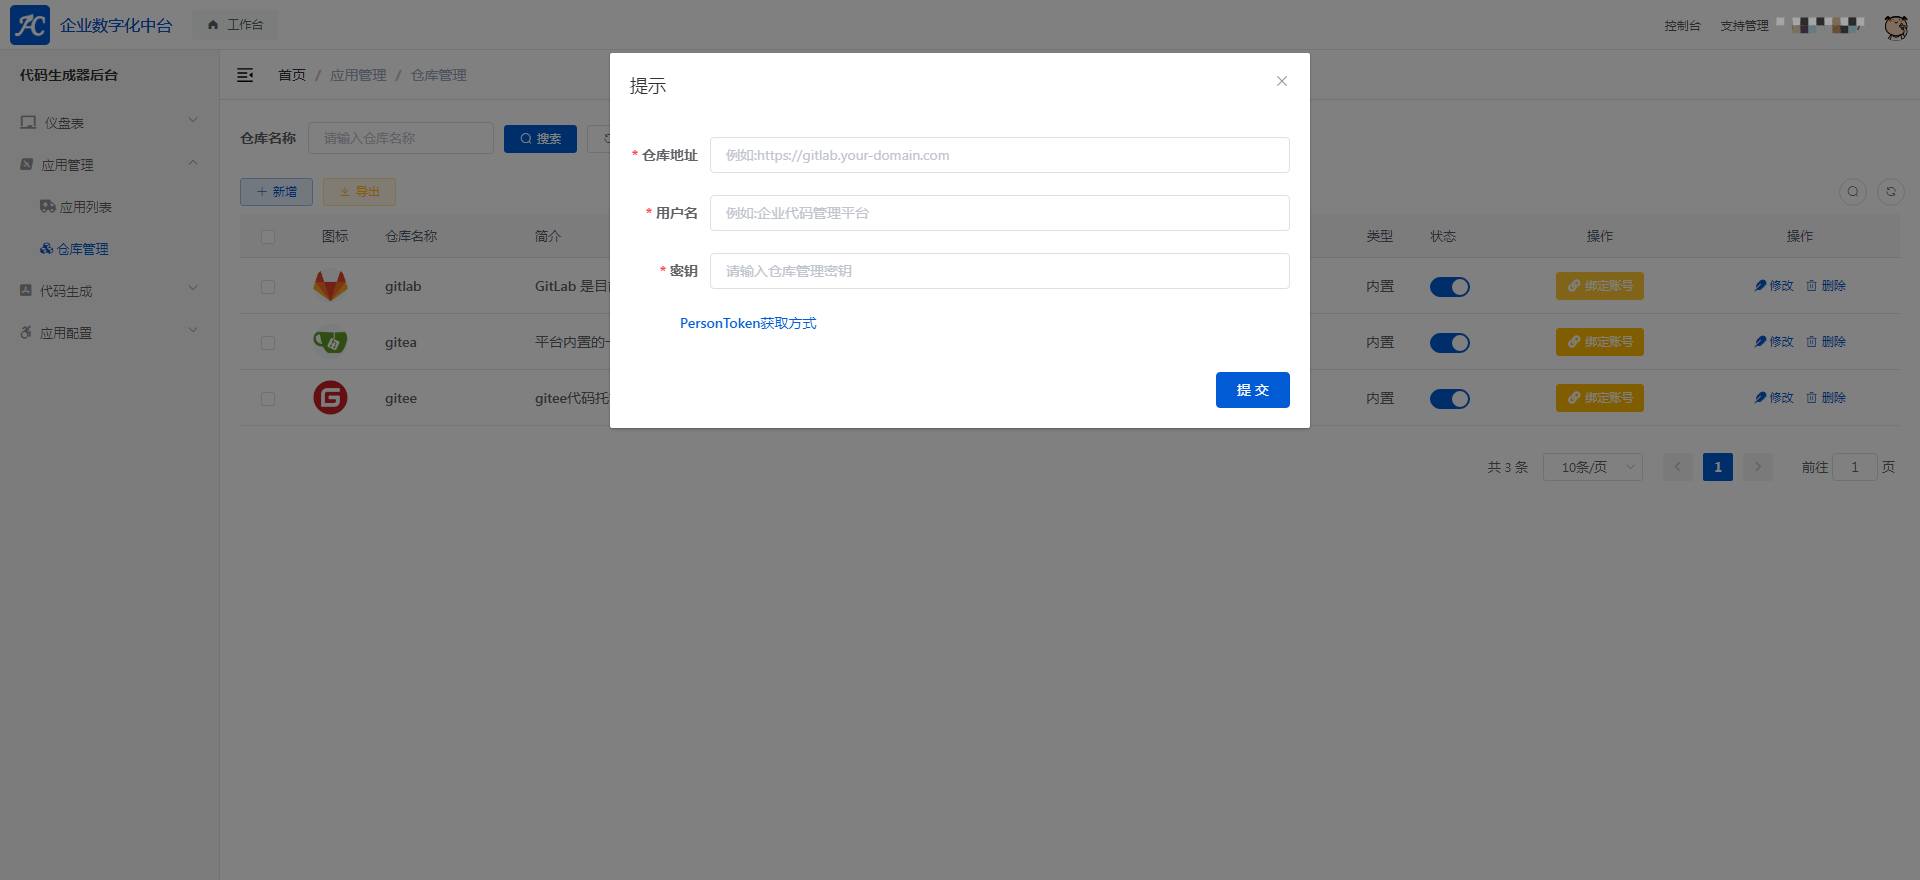 企业数字化中台
工作台
控制台
支持管理
代码生成器后台
仪盘表
应用管理
应用列表
仓库管理
代码生成
应用配置
首页 / 应用管理 / 仓库管理
仓库名称 请输入仓库名称 搜索
新增 导出
图标 仓库名称 简介 类型 状态 操作 操作
gitlab GitLab 是目 内置 绑定账号 修改 删除
gitea 平台内置的一 内置 绑定账号 修改 删除
gitee gitee代码托 内置 绑定账号 修改 删除
共 3 条 10条/页 1 前往 1 页
提示
* 仓库地址 例如:https://gitlab.your-domain.com
* 用户名 例如:企业代码管理平台
* 密钥 请输入仓库管理密钥
PersonToken获取方式
提 交